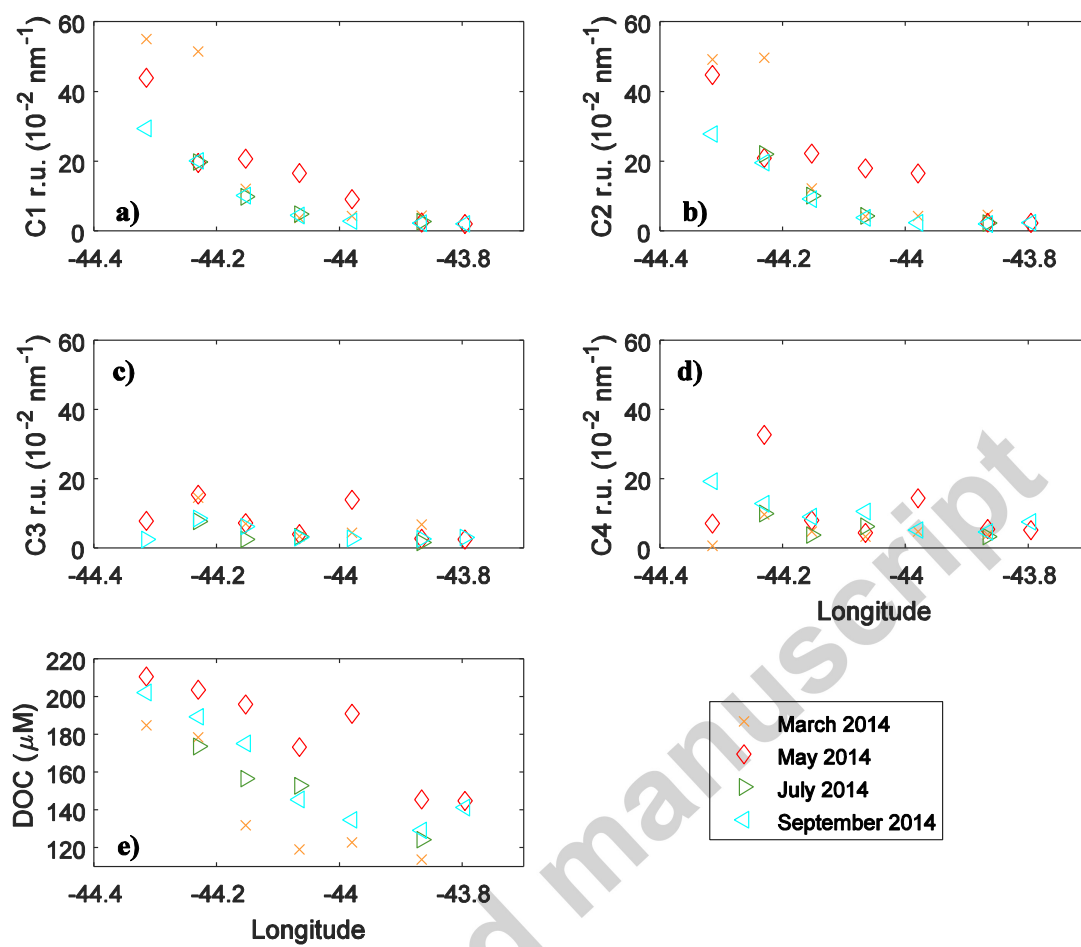 60
40
20
0
C1 r.u. (10⁻² nm⁻¹)
a)
-44.4 -44.2 -44 -43.8
60
40
20
0
C2 r.u. (10⁻² nm⁻¹)
b)
-44.4 -44.2 -44 -43.8
60
40
20
0
C3 r.u. (10⁻² nm⁻¹)
c)
-44.4 -44.2 -44 -43.8
60
40
20
0
C4 r.u. (10⁻² nm⁻¹)
d)
-44.4 -44.2 -44 -43.8
Longitude
220
200
180
160
140
120
DOC (μM)
e)
-44.4 -44.2 -44 -43.8
Longitude
March 2014
May 2014
July 2014
September 2014
d manuscript